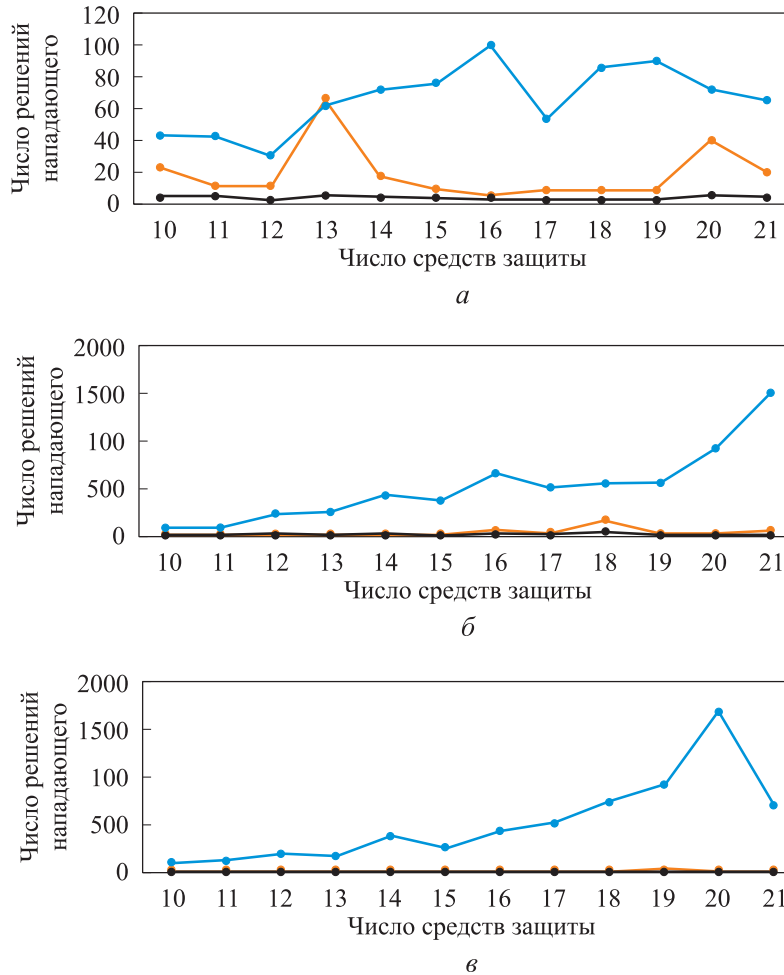 120
100
80
60
40
20
0
Число решений
нападающего
10 11 12 13 14 15 16 17 18 19 20 21
Число средств защиты
а
2000
1500
100
500
0
Число решений
нападающего
10 11 12 13 14 15 16 17 18 19 20 21
Число средств защиты
б
2000
1500
100
500
0
Число решений
нападающего
10 11 12 13 14 15 16 17 18 19 20 21
Число средств защиты
в